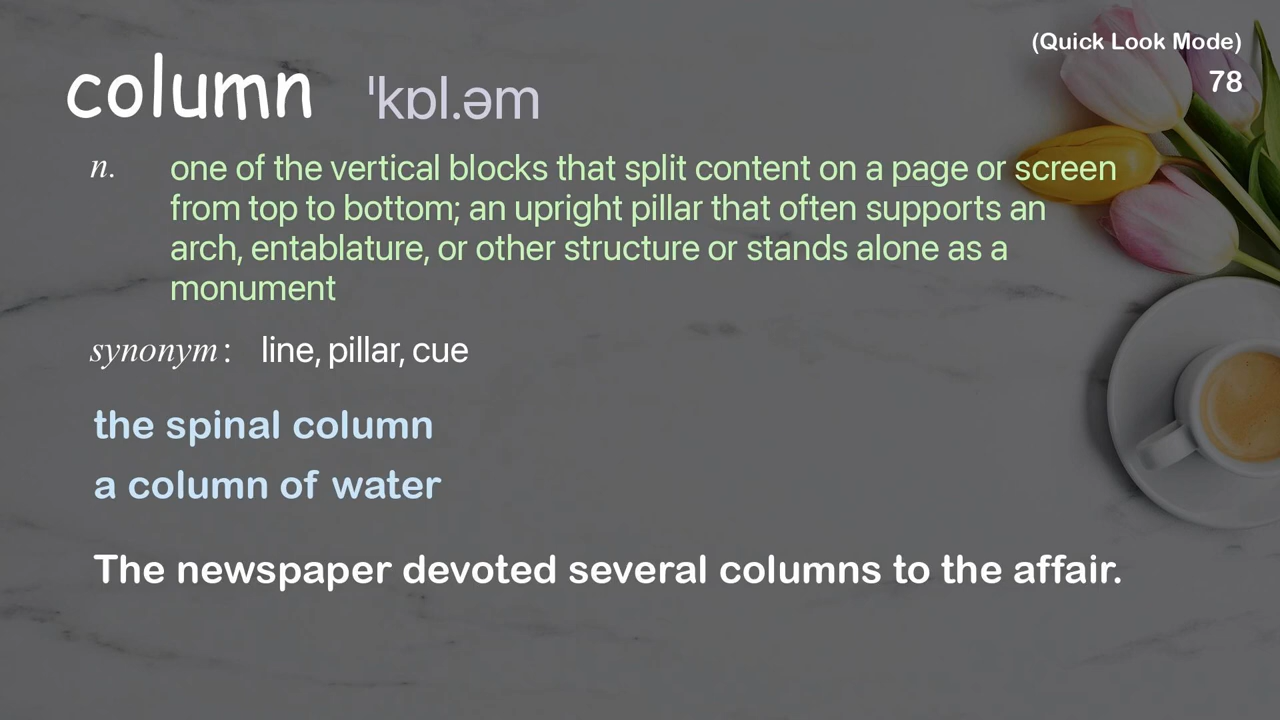 (Quick Look Mode)
78
column ˈkɒl.əm
n. one of the vertical blocks that split content on a page or screen
from top to bottom; an upright pillar that often supports an
arch, entablature, or other structure or stands alone as a
monument
synonym: line, pillar, cue
the spinal column
a column of water
The newspaper devoted several columns to the affair.